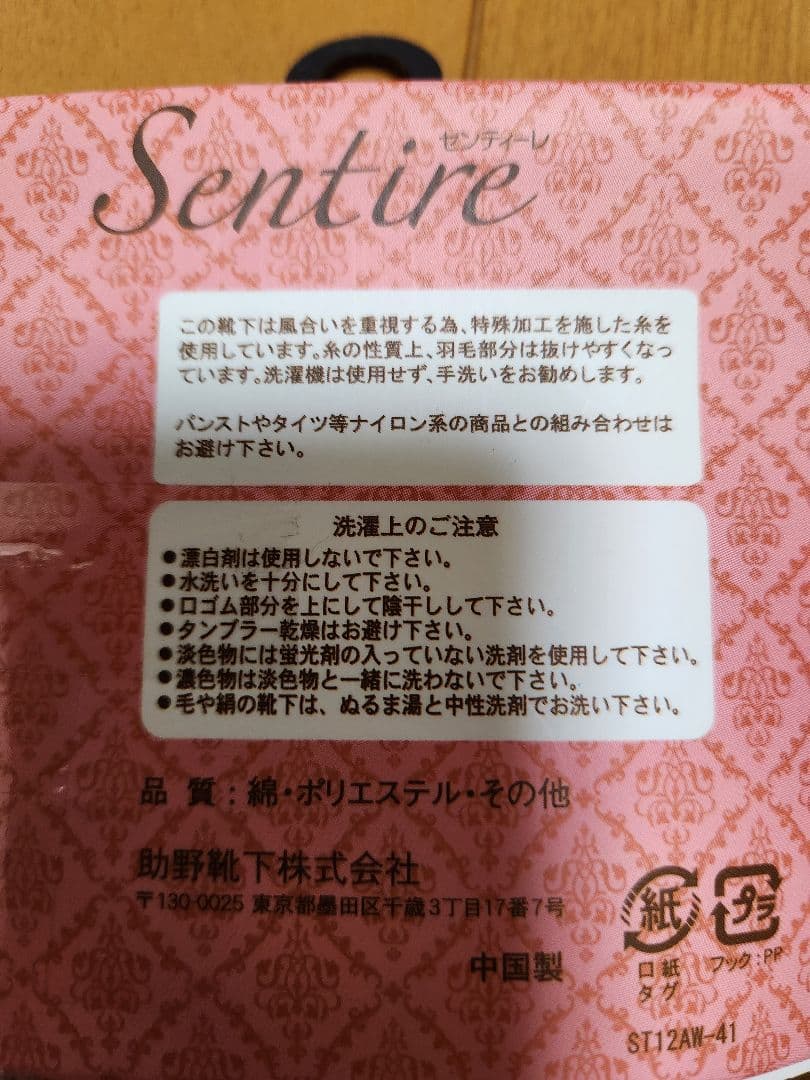 Sentire
センティーレ
この靴下は風合いを重視する為、特殊加工を施した糸を
使用しています。糸の性質上、羽毛部分は抜けやすくなっ
ています。洗濯機は使用せず、手洗いをお勧めします。
パンストやタイツ等ナイロン系の商品との組み合わせは
お避け下さい。
洗濯上のご注意
●漂白剤は使用しないで下さい。
●水洗いを十分にして下さい。
●口ゴム部分を上にして陰干しして下さい。
●タンブラー乾燥はお避け下さい。
●淡色物には蛍光剤の入っていない洗剤を使用して下さい。
●濃色物は淡色物と一緒に洗わないで下さい。
●毛や絹の靴下は、ぬるま湯と中性洗剤でお洗い下さい。
品 質：綿・ポリエステル・その他
助野靴下株式会社
〒130-0025 東京都墨田区千歳3丁目17番7号
中国製
紙
プラ
口紙
タグ
フック：PP
ST12AW-41